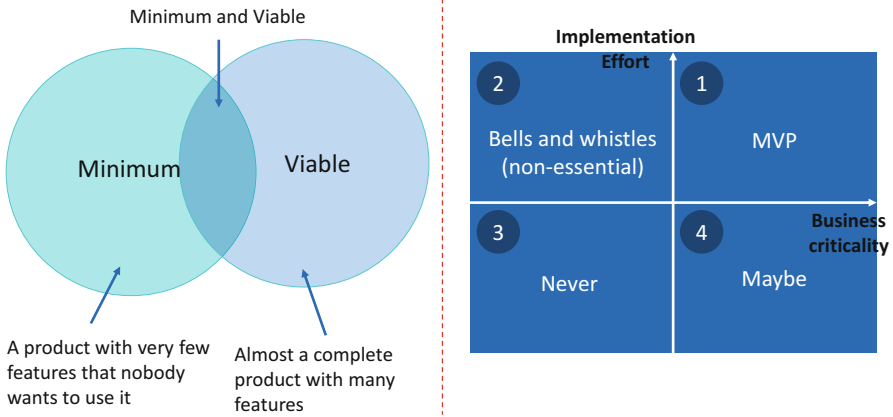 Minimum and Viable
Minimum
Viable
A product with very few
features that nobody
wants to use it
Almost a complete
product with many
features
Implementation
Effort
2
1
Bells and whistles
(non-essential)
MVP
Business
criticality
3
4
Never
Maybe